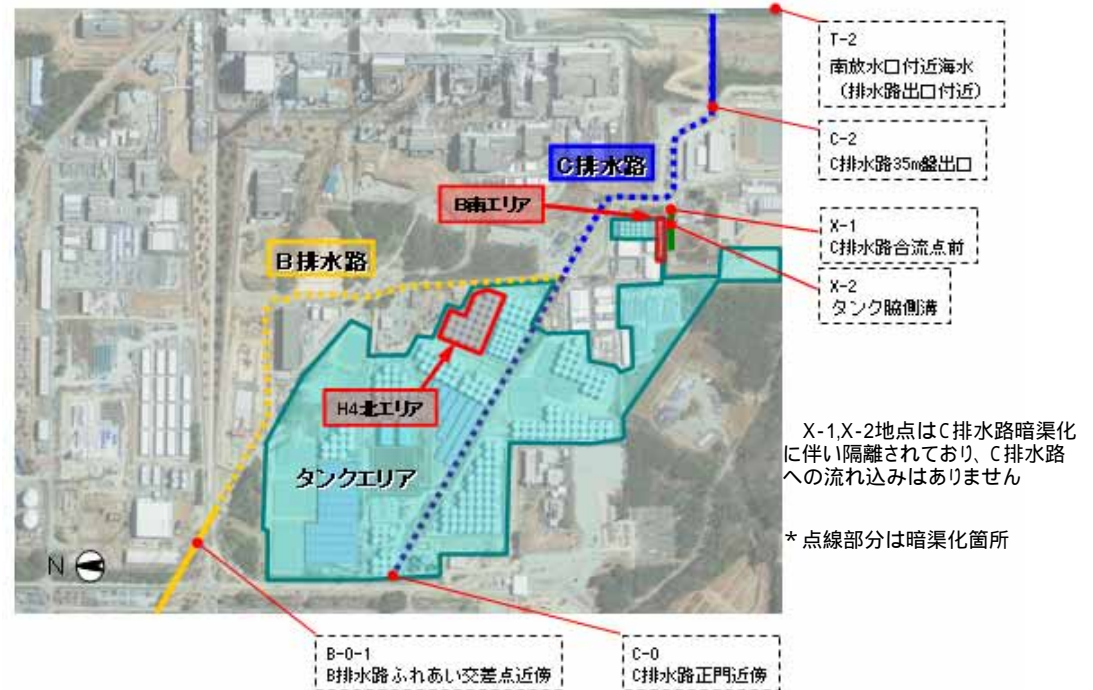 T-2
南放水口付近海水
（排水路出口付近）
C-2
C排水路35m盤出口
C排水路
B南エリア
X-1
C排水路合流点前
B排水路
X-2
タンク脇側溝
H4北エリア
X-1,X-2地点はC排水路暗渠化
に伴い隔離されており、C排水路
への流れ込みはありません
タンクエリア
＊点線部分は暗渠化箇所
N
B-0-1
B排水路ふれあい交差点近傍
C-0
C排水路正門近傍